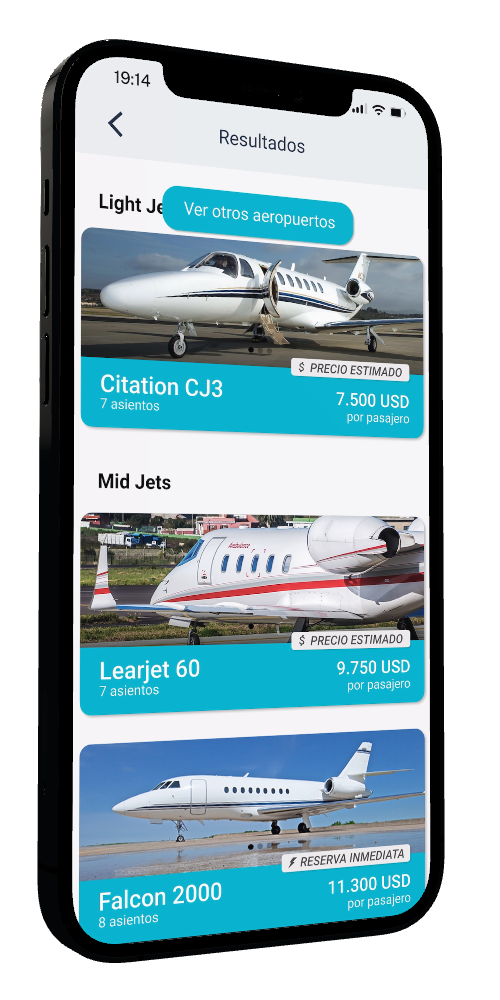 19:14
Resultados
Light Je
Ver otros aeropuertos
$ PRECIO ESTIMADO
Citation CJ3
7.500 USD
7 asientos
por pasajero
Mid Jets
Ambulance
$ PRECIO ESTIMADO
Learjet 60
9.750 USD
7 asientos
por pasajero
RESERVA INMEDIATA
Falcon 2000
11.300 USD
8 asientos
por pasajero